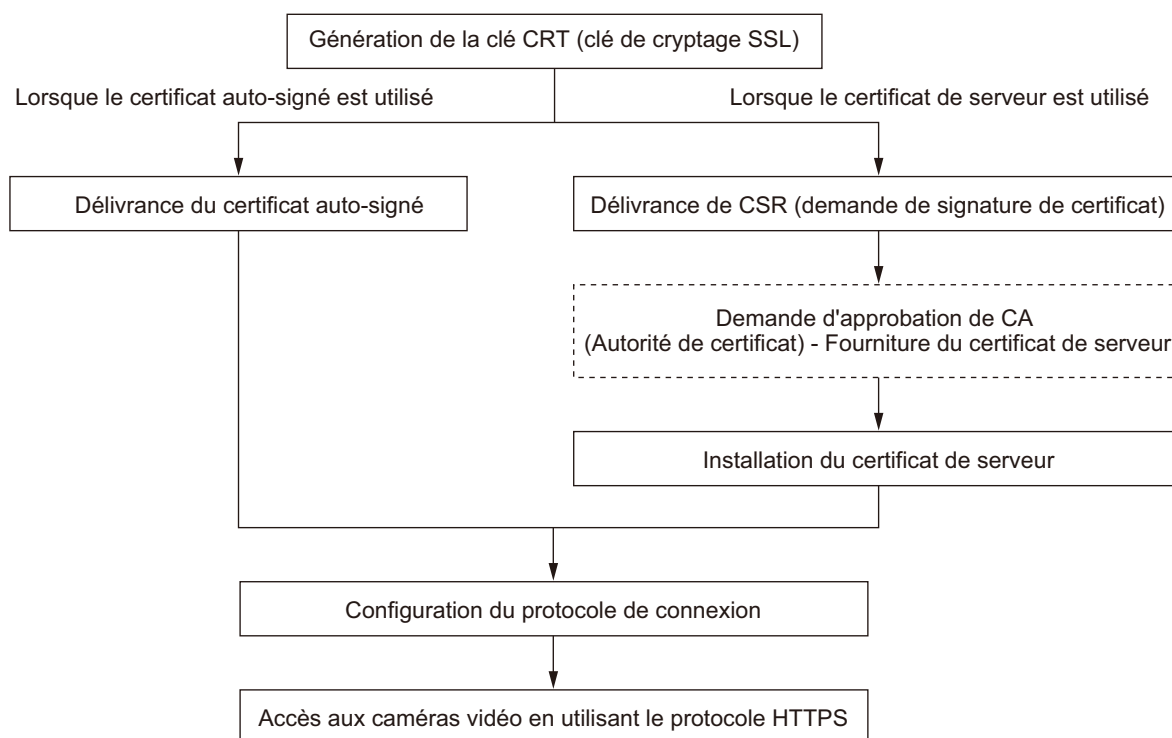 Génération de la clé CRT (clé de cryptage SSL)
Lorsque le certificat auto-signé est utilisé
Lorsque le certificat de serveur est utilisé
Délivrance du certificat auto-signé
Délivrance de CSR (demande de signature de certificat)
Demande d'approbation de CA
(Autorité de certificat) - Fourniture du certificat de serveur
Installation du certificat de serveur
Configuration du protocole de connexion
Accès aux caméras vidéo en utilisant le protocole HTTPS